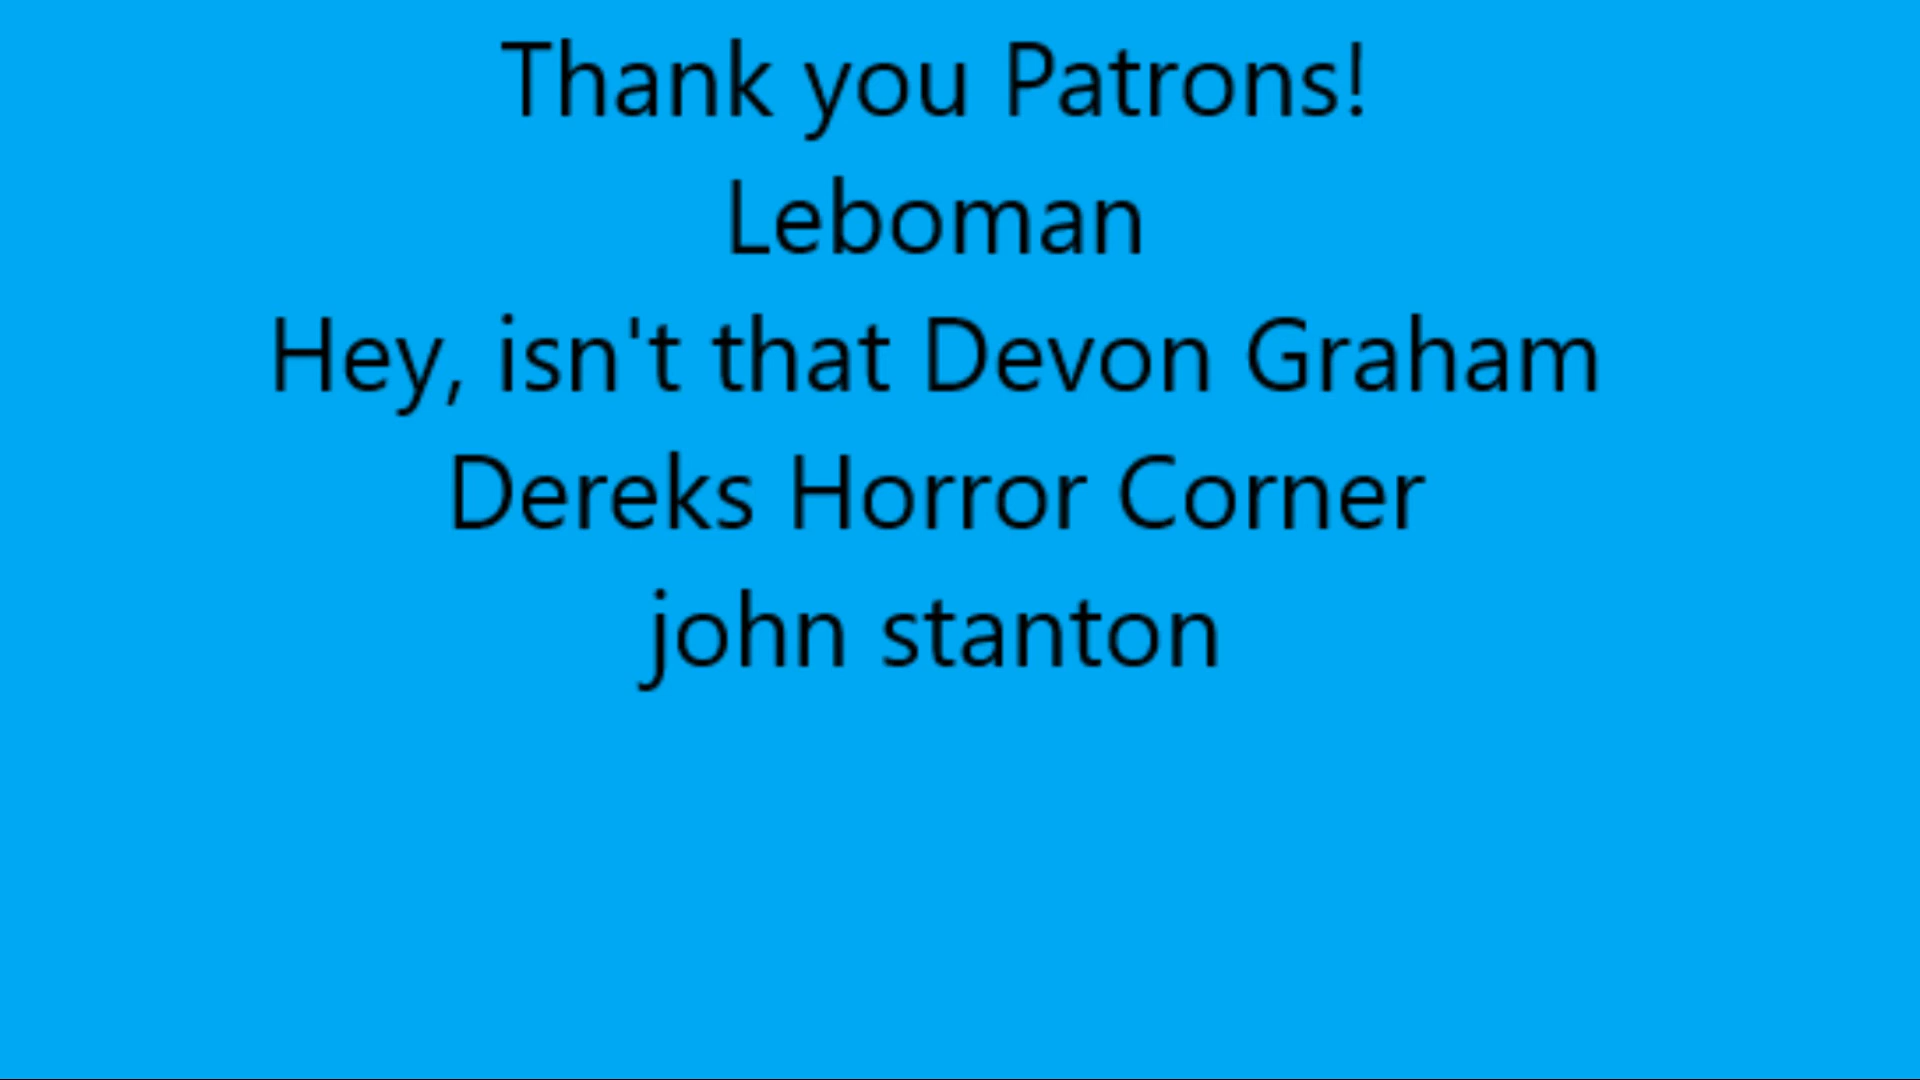 Thank you Patrons!
Leboman
Hey, isn't that Devon Graham
Dereks Horror Corner
john stanton